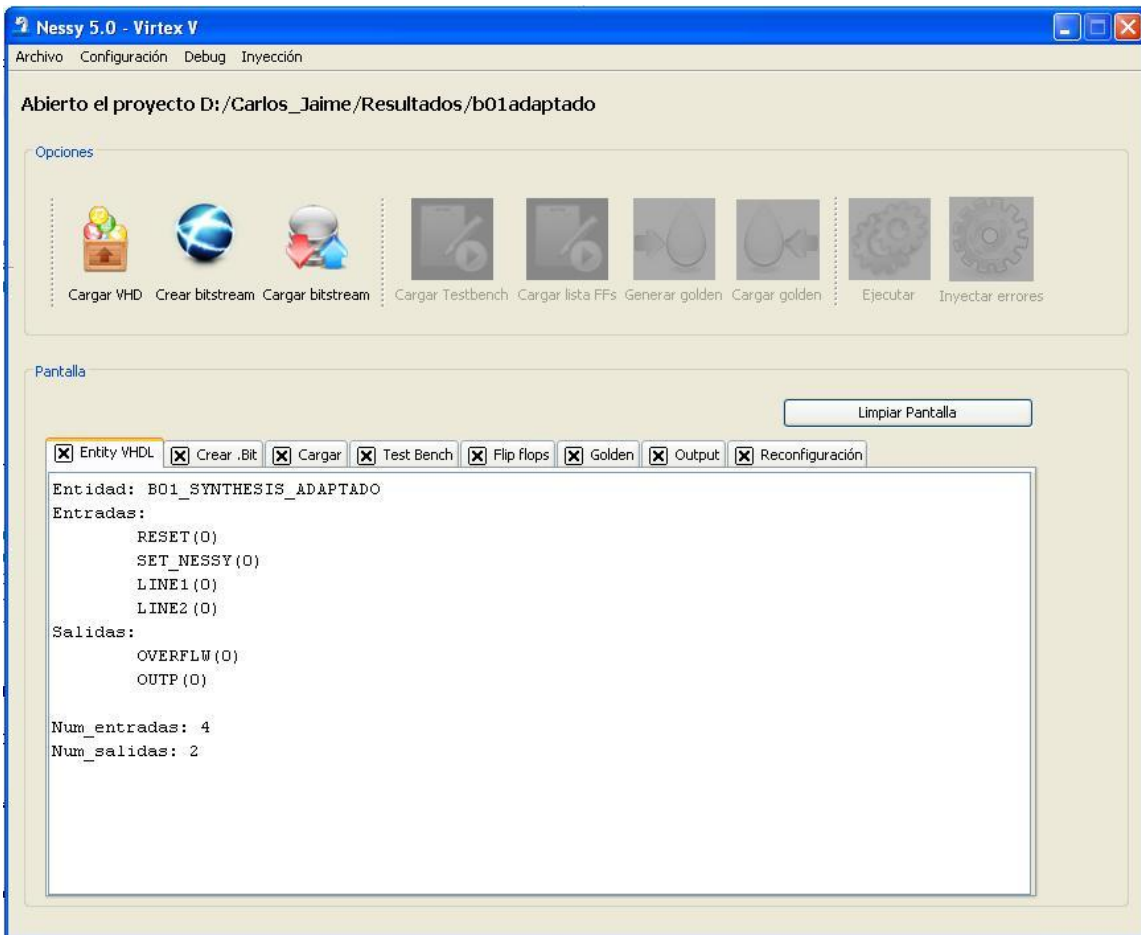 Nessy 5.0 - Virtex V
Archivo Configuración Debug Inyección
Abierto el proyecto D:/Carlos_Jaime/Resultados/b01adaptado
Opciones
Cargar VHD Crear bitstream Cargar bitstream Cargar Testbench Cargar lista FFs Generar golden Cargar golden Ejecutar Inyectar errores
Pantalla
Limpiar Pantalla
Entity VHDL Crear .Bit Cargar Test Bench Flip flops Golden Output Reconfiguración
Entidad: B01_SYNTHESIS_ADAPTADO
Entradas:
RESET(0)
SET_NESSY(0)
LINE1(0)
LINE2(0)
Salidas:
OVERFLW(0)
OUTP(0)
Num_entradas: 4
Num_salidas: 2